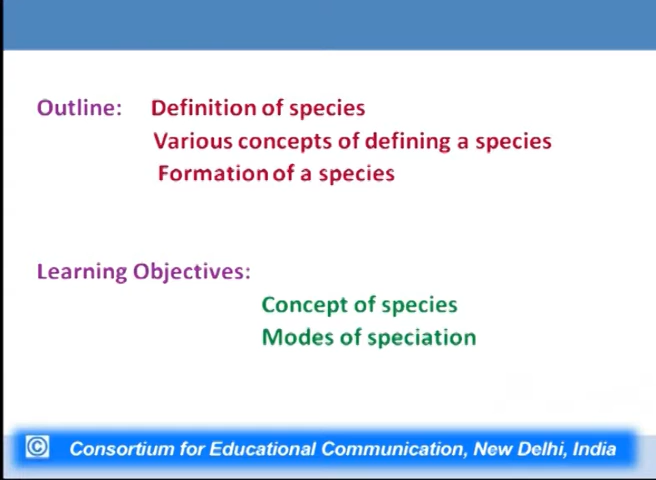 Outline: Definition of species
Various concepts of defining a species
Formation of a species
Learning Objectives:
Concept of species
Modes of speciation
© Consortium for Educational Communication, New Delhi, India